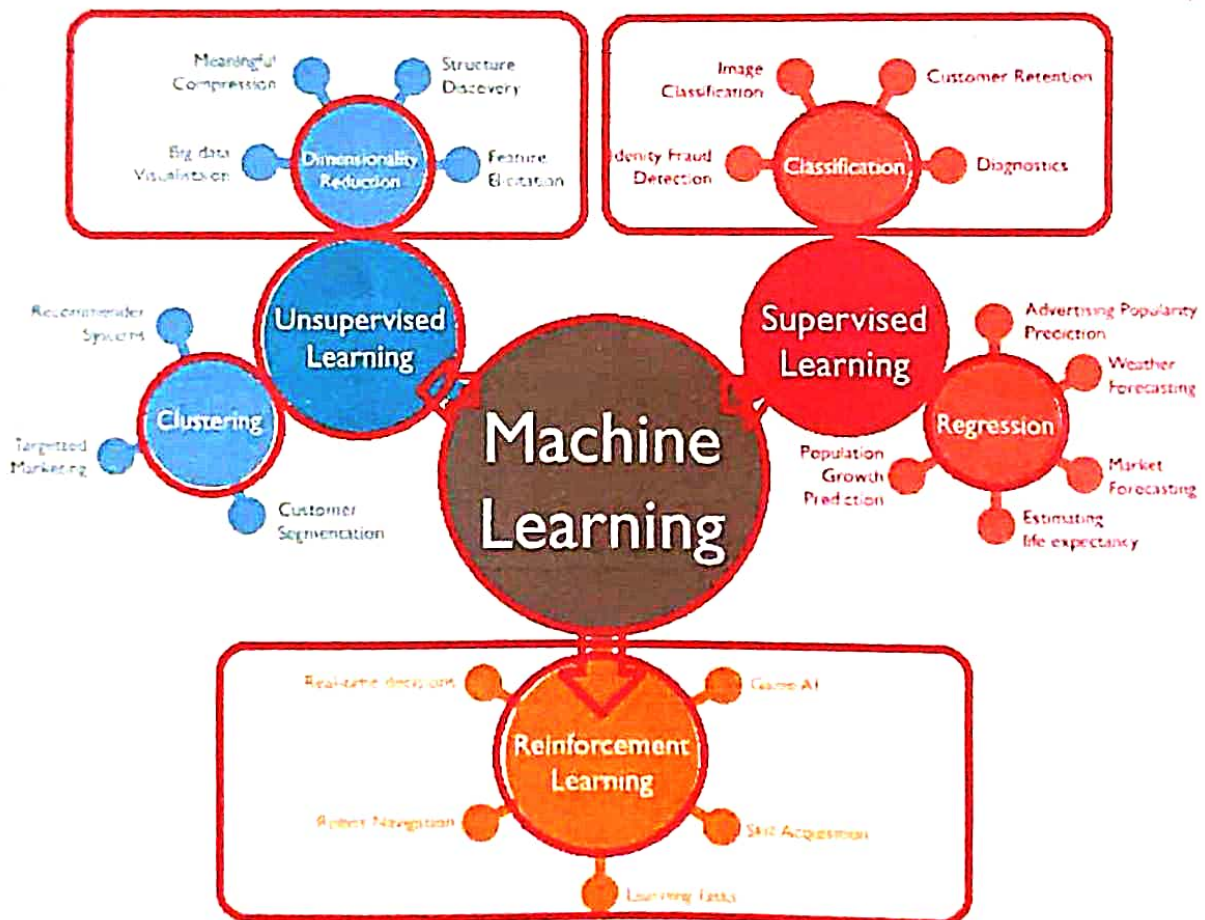 Meaningful
Compression
Structure
Discovery
Big data
Visualistaion
Dimensionality
Reduction
Feature
Elicitation
Image
Classification
Customer Retention
Idenity Fraud
Detection
Classification
Diagnostics
Unsupervised
Learning
Supervised
Learning
Recommender
Systems
Clustering
Targetted
Marketing
Customer
Segmentation
Machine
Learning
Advertising Popularity
Prediction
Weather
Forecasting
Regression
Population
Growth
Prediction
Market
Forecasting
Estimating
life expectancy
Real-time decisions
Game AI
Reinforcement
Learning
Robot Navigation
Skill Acquisition
Learning Tasks